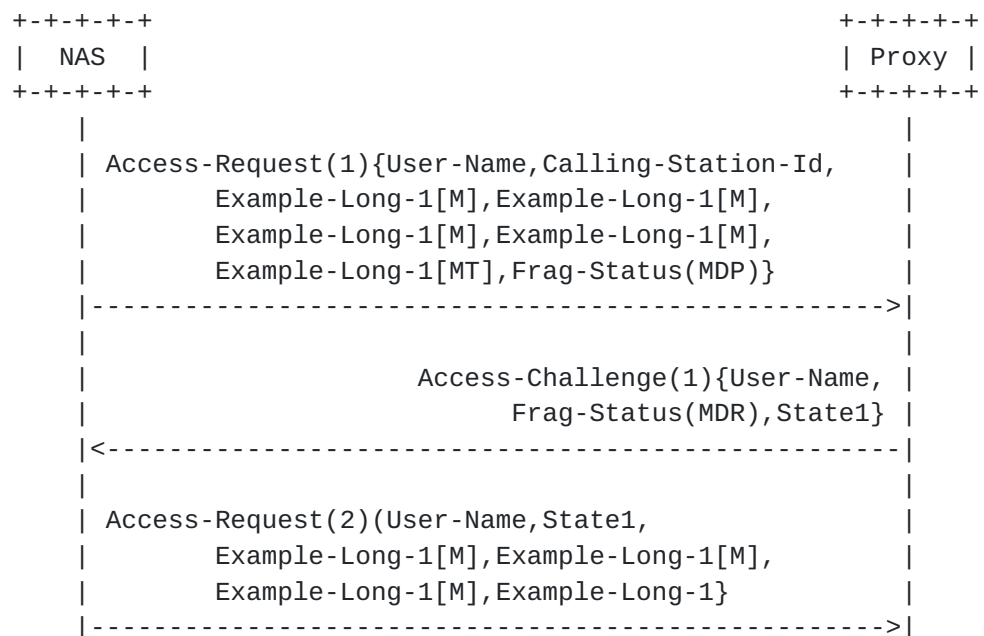 +-+-+-+-+                                            +-+-+-+-+
|  NAS  |                                            | Proxy |
+-+-+-+-+                                            +-+-+-+-+
    |                                                    |
    | Access-Request(1){User-Name,Calling-Station-Id,    |
    |        Example-Long-1[M],Example-Long-1[M],        |
    |        Example-Long-1[M],Example-Long-1[M],        |
    |        Example-Long-1[MT],Frag-Status(MDP)}        |
    |--------------------------------------------------->|
    |                                                    |
    |                     Access-Challenge(1){User-Name, |
    |                           Frag-Status(MDR),State1} |
    |<---------------------------------------------------|
    |                                                    |
    | Access-Request(2)(User-Name,State1,                |
    |        Example-Long-1[M],Example-Long-1[M],        |
    |        Example-Long-1[M],Example-Long-1}           |
    |--------------------------------------------------->|